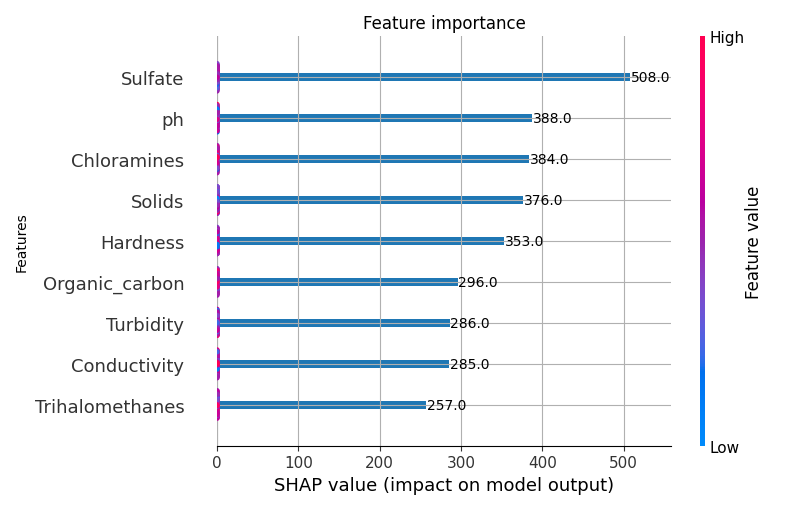 Feature importance
High
Sulfate 508.0
ph 388.0
Chloramines 384.0
Solids 376.0
Hardness 353.0
Organic_carbon 296.0
Turbidity 286.0
Conductivity 285.0
Trihalomethanes 257.0
Features
Feature value
Low
0 100 200 300 400 500
SHAP value (impact on model output)